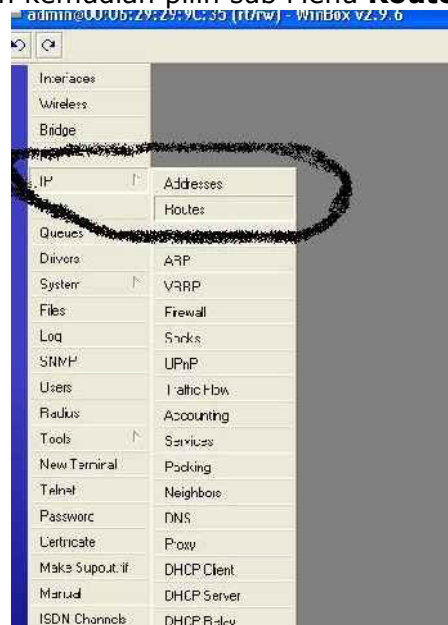 kemudian pilih sub Menu Route
admin@00:06:29:29:9C:35 (rt/rw) - WinBox v2.9.6
Interfaces
Wireless
Bridge
IP
Addresses
Routes
Queues
Drivers
ARP
System
VRRP
Files
Firewall
Log
Socks
SNMP
UPnP
Users
Traffic Flow
Radius
Accounting
Tools
Services
New Terminal
Packing
Telnet
Neighbors
Password
DNS
Certificate
Proxy
Make Supout.rif
DHCP Client
Manual
DHCP Server
ISDN Channels
DHCP Relay